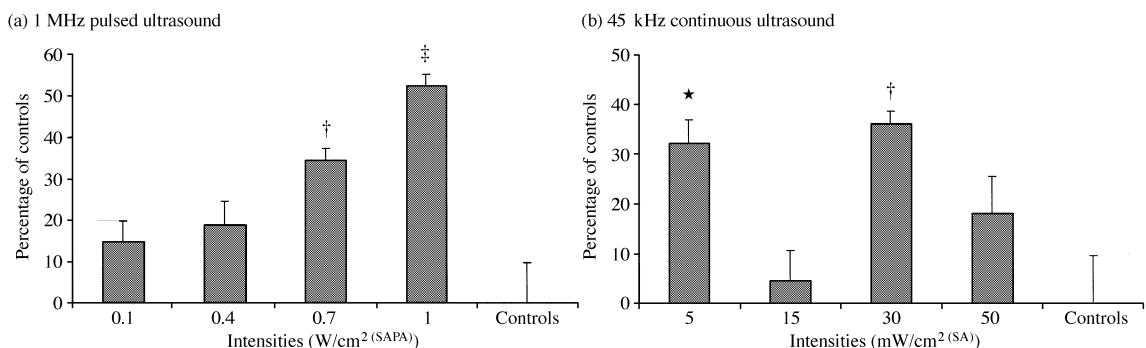 (a) 1 MHz pulsed ultrasound
60
50
40
30
20
10
0
Percentage of controls
†
‡
0.1 0.4 0.7 1 Controls
Intensities (W/cm² ⁽SAPA⁾)
(b) 45 kHz continuous ultrasound
50
40
30
20
10
0
Percentage of controls
★
†
5 15 30 50 Controls
Intensities (mW/cm² ⁽SA⁾)